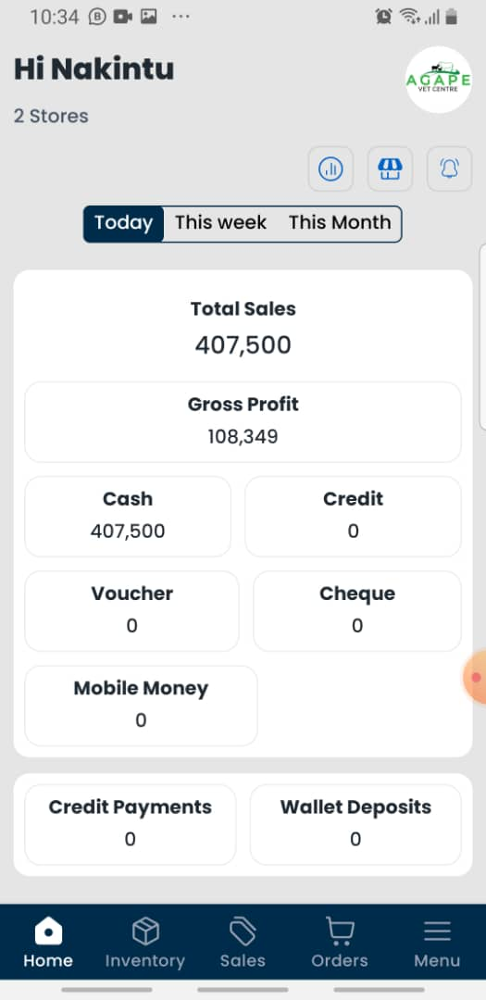 10:34 B ...
Hi Nakintu
AGAPE
VET CENTRE
2 Stores
Today This week This Month
Total Sales
407,500
Gross Profit
108,349
Cash Credit
407,500 0
Voucher Cheque
0 0
Mobile Money
0
Credit Payments Wallet Deposits
0 0
Home Inventory Sales Orders Menu